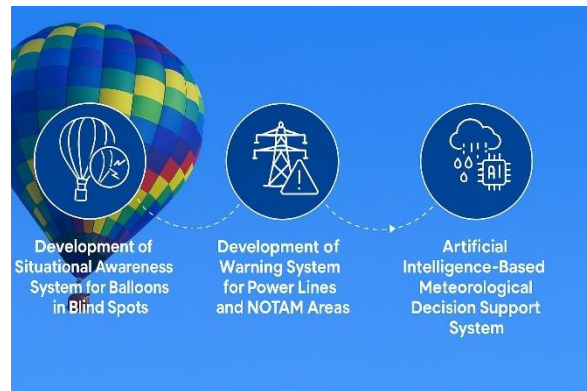 Development of
Situational Awareness
System for Balloons
in Blind Spots
Development of
Warning System
for Power Lines
and NOTAM Areas
AI
Artificial
Intelligence-Based
Meteorological
Decision Support
System